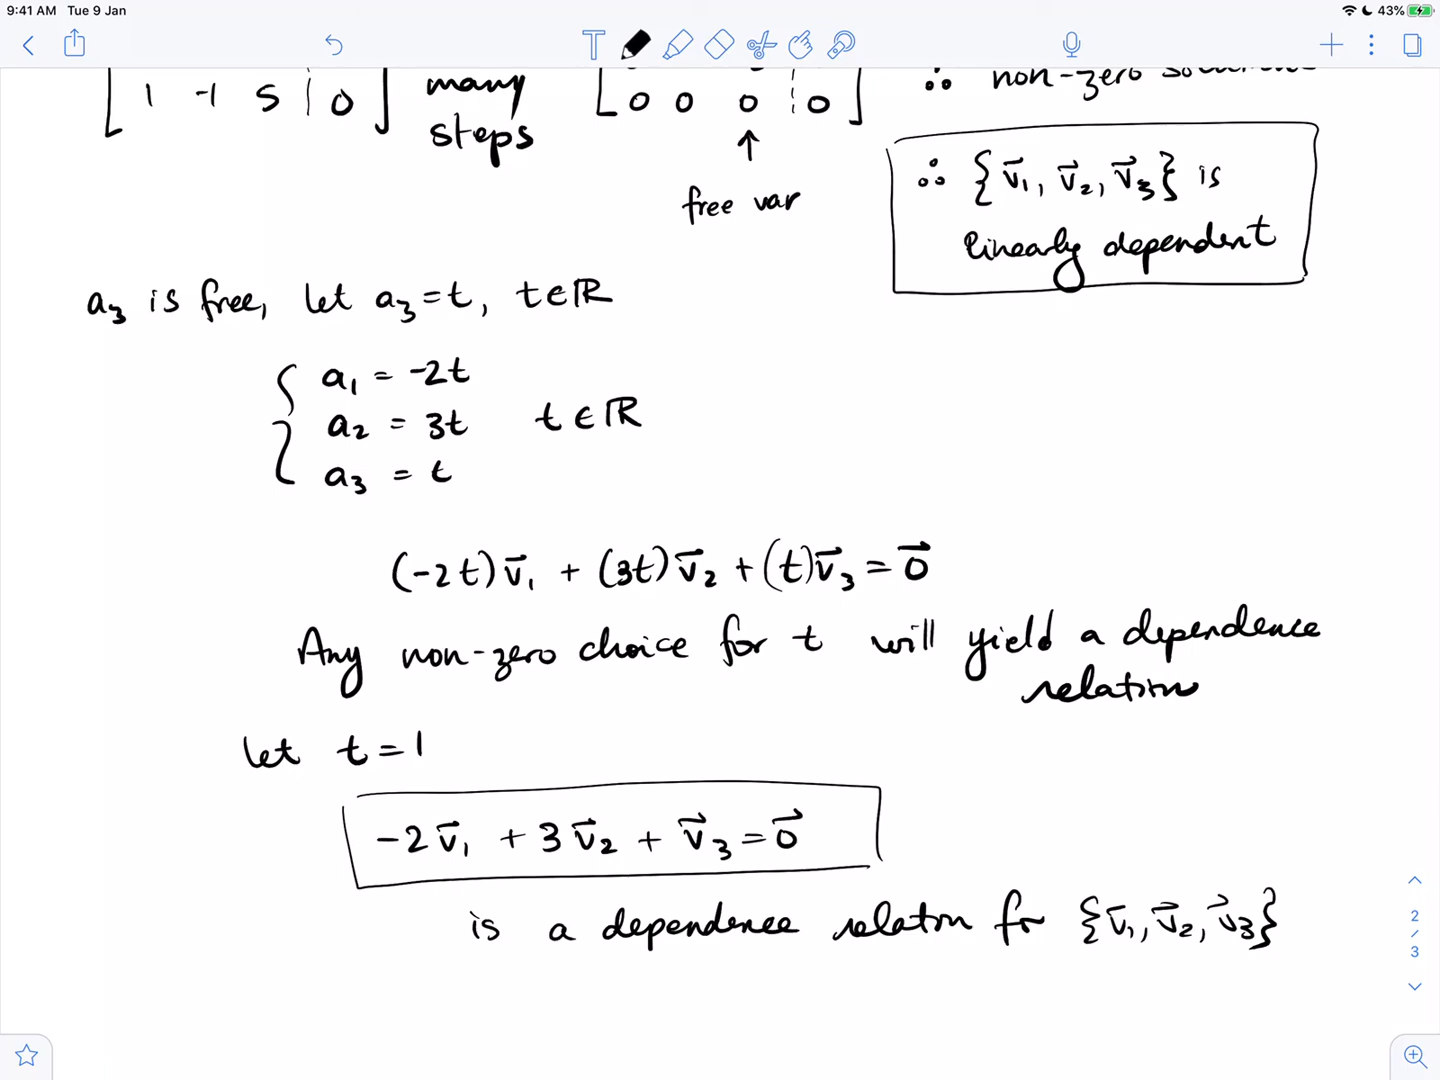 9:41 AM Tue 9 Jan
43%
many
∴ non-zero
[ 1 -1 5 | 0 ]
steps
[ 0 0 0 | 0 ]
↑
free var
∴ {v⃗₁, v⃗₂, v⃗₃} is
linearly dependent
a₃ is free, let a₃ = t, t ∈ ℝ
{ a₁ = -2t
a₂ = 3t t ∈ ℝ
a₃ = t
(-2t)v⃗₁ + (3t)v⃗₂ + (t)v⃗₃ = 0⃗
Any non-zero choice for t will yield a dependence
relation
let t = 1
-2v⃗₁ + 3v⃗₂ + v⃗₃ = 0⃗
is a dependence relation for {v⃗₁, v⃗₂, v⃗₃}
2
/
3